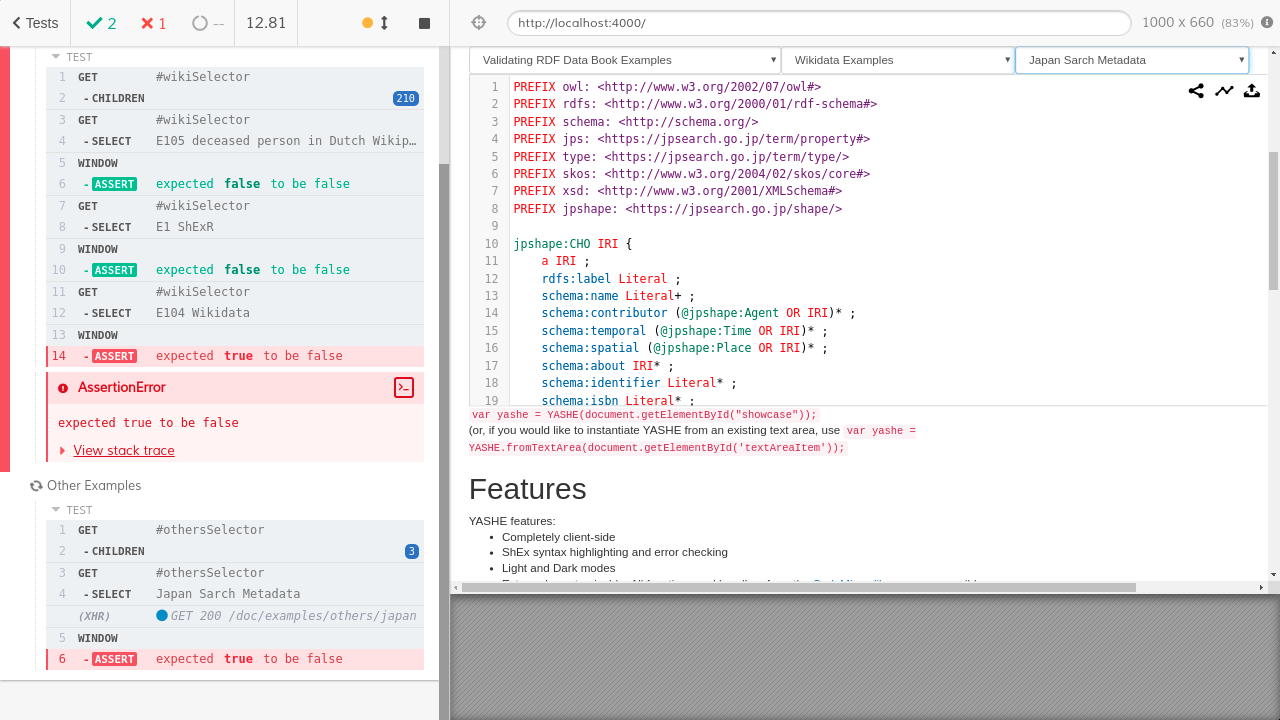 Tests
2
1
--
12.81
http://localhost:4000/
1000 x 660 (83%)
TEST
1 GET #wikiSelector
2 - CHILDREN 210
3 GET #wikiSelector
4 - SELECT E105 deceased person in Dutch Wikip…
5 WINDOW
6 - ASSERT expected false to be false
7 GET #wikiSelector
8 - SELECT E1 ShExR
9 WINDOW
10 - ASSERT expected false to be false
11 GET #wikiSelector
12 - SELECT E104 Wikidata
13 WINDOW
14 - ASSERT expected true to be false
AssertionError
expected true to be false
View stack trace
Other Examples
TEST
1 GET #othersSelector
2 - CHILDREN 3
3 GET #othersSelector
4 - SELECT Japan Sarch Metadata
(XHR) GET 200 /doc/examples/others/japan
5 WINDOW
6 - ASSERT expected true to be false
Validating RDF Data Book Examples
Wikidata Examples
Japan Sarch Metadata
1 PREFIX owl: <http://www.w3.org/2002/07/owl#>
2 PREFIX rdfs: <http://www.w3.org/2000/01/rdf-schema#>
3 PREFIX schema: <http://schema.org/>
4 PREFIX jps: <https://jpsearch.go.jp/term/property#>
5 PREFIX type: <https://jpsearch.go.jp/term/type/>
6 PREFIX skos: <http://www.w3.org/2004/02/skos/core#>
7 PREFIX xsd: <http://www.w3.org/2001/XMLSchema#>
8 PREFIX jpshape: <https://jpsearch.go.jp/shape/>
9
10 jpshape:CHO IRI {
11 a IRI ;
12 rdfs:label Literal ;
13 schema:name Literal+ ;
14 schema:contributor (@jpshape:Agent OR IRI)* ;
15 schema:temporal (@jpshape:Time OR IRI)* ;
16 schema:spatial (@jpshape:Place OR IRI)* ;
17 schema:about IRI* ;
18 schema:identifier Literal* ;
19 schema:isbn Literal* ;
var yashe = YASHE(document.getElementById("showcase"));
(or, if you would like to instantiate YASHE from an existing text area, use var yashe =
YASHE.fromTextArea(document.getElementById('textAreaItem'));
Features
YASHE features:
Completely client-side
ShEx syntax highlighting and error checking
Light and Dark modes